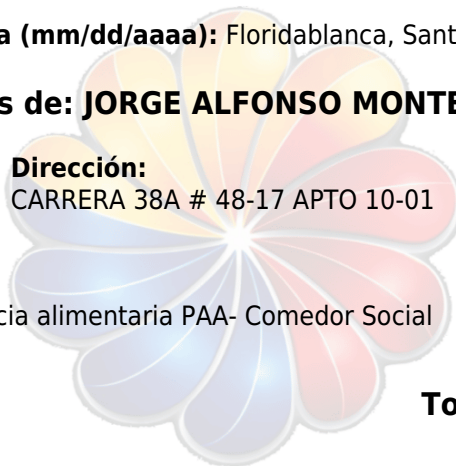 a (mm/dd/aaaa): Floridablanca, Sant
s de: JORGE ALFONSO MONTE
Dirección:
CARRERA 38A # 48-17 APTO 10-01
cia alimentaria PAA- Comedor Social
To